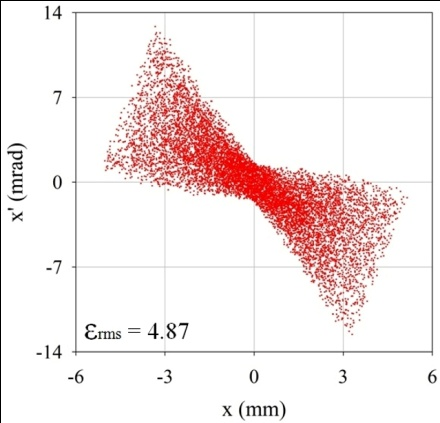 14
7
0
-7
-14
x' (mrad)
εrms = 4.87
-6 -3 0 3 6
x (mm)